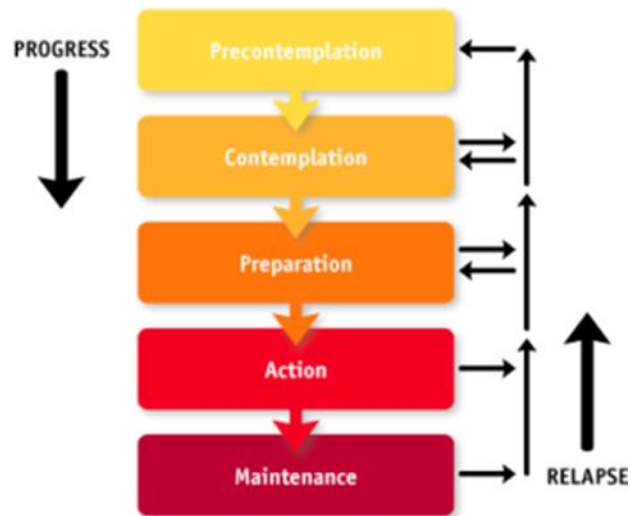 PROGRESS
Precontemplation
Contemplation
Preparation
Action
Maintenance
RELAPSE